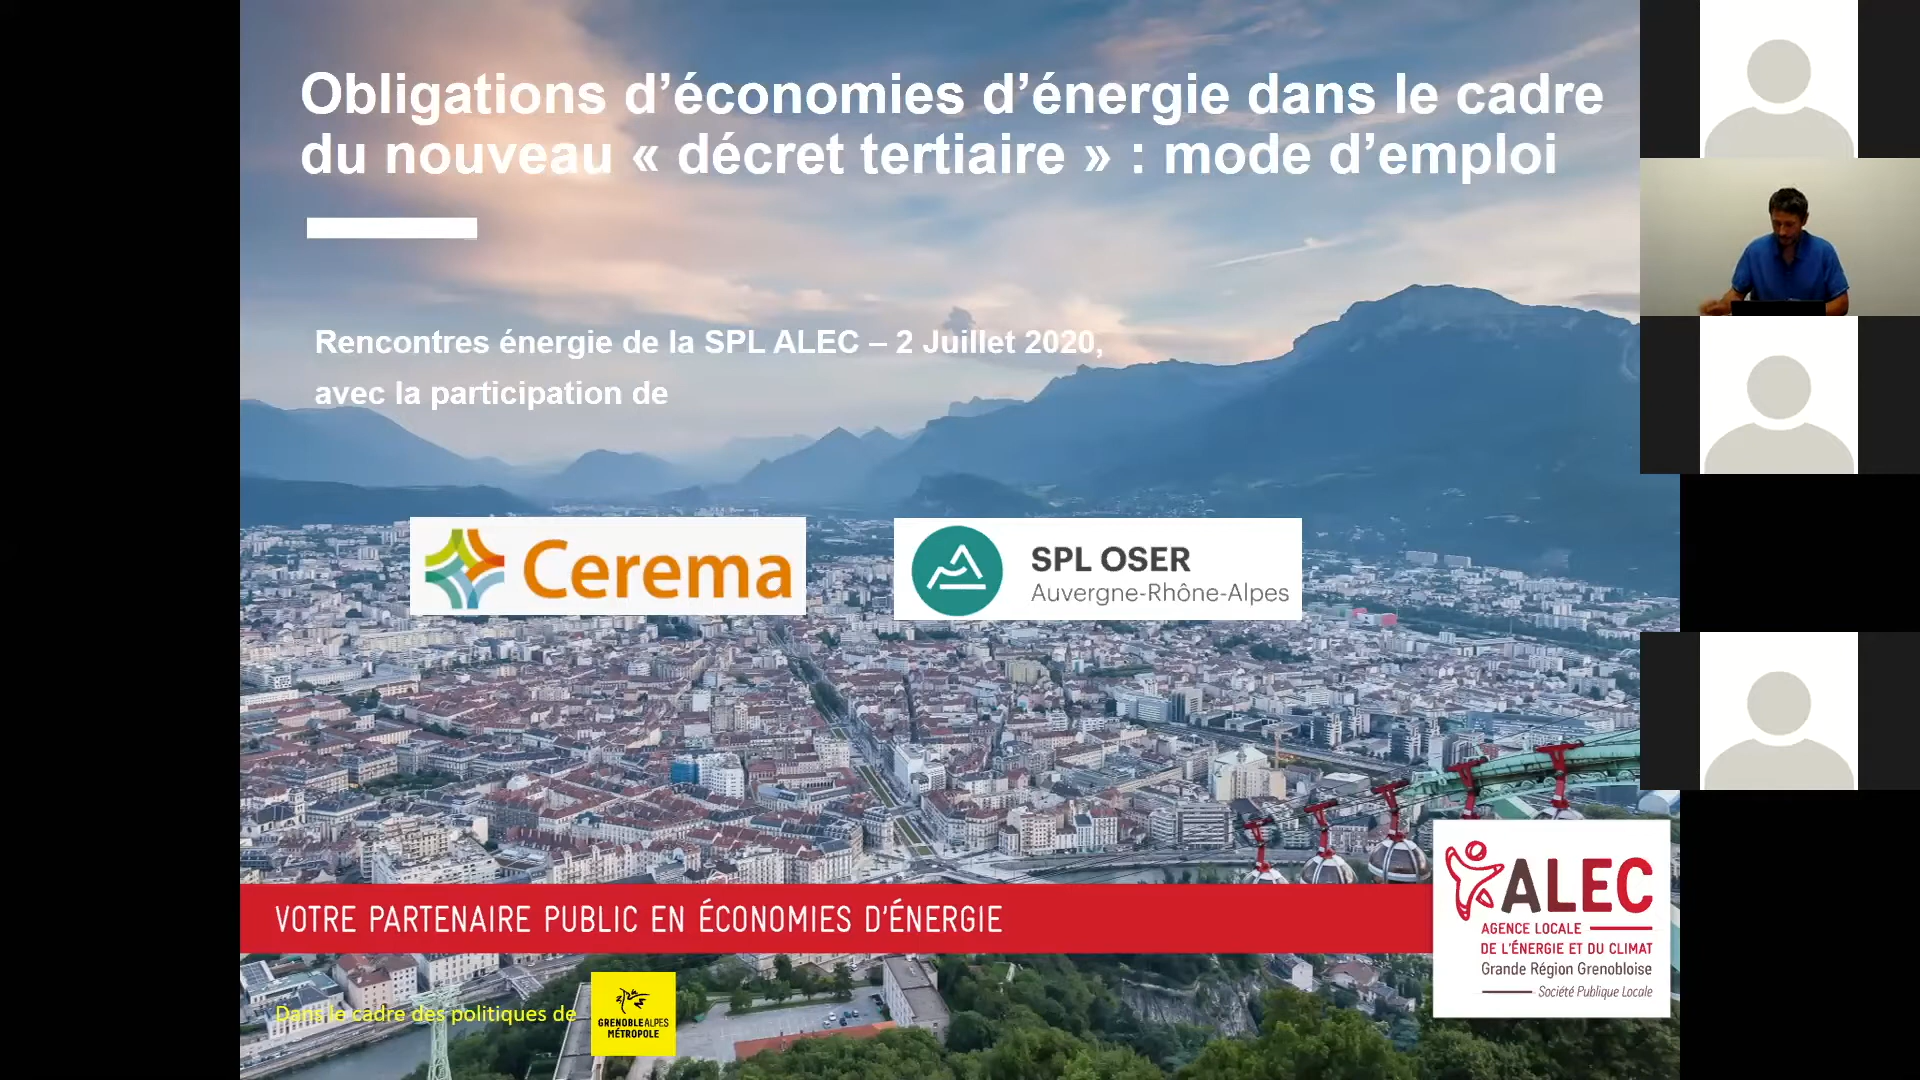 Obligations d’économies d’énergie dans le cadre
du nouveau « décret tertiaire » : mode d’emploi
Rencontres énergie de la SPL ALEC – 2 Juillet 2020,
avec la participation de
Cerema
SPL OSER
Auvergne-Rhône-Alpes
VOTRE PARTENAIRE PUBLIC EN ÉCONOMIES D’ÉNERGIE
ALEC
AGENCE LOCALE
DE L’ÉNERGIE ET DU CLIMAT
Grande Région Grenobloise
Société Publique Locale
Dans le cadre des politiques de
GRENOBLEALPES
MÉTROPOLE